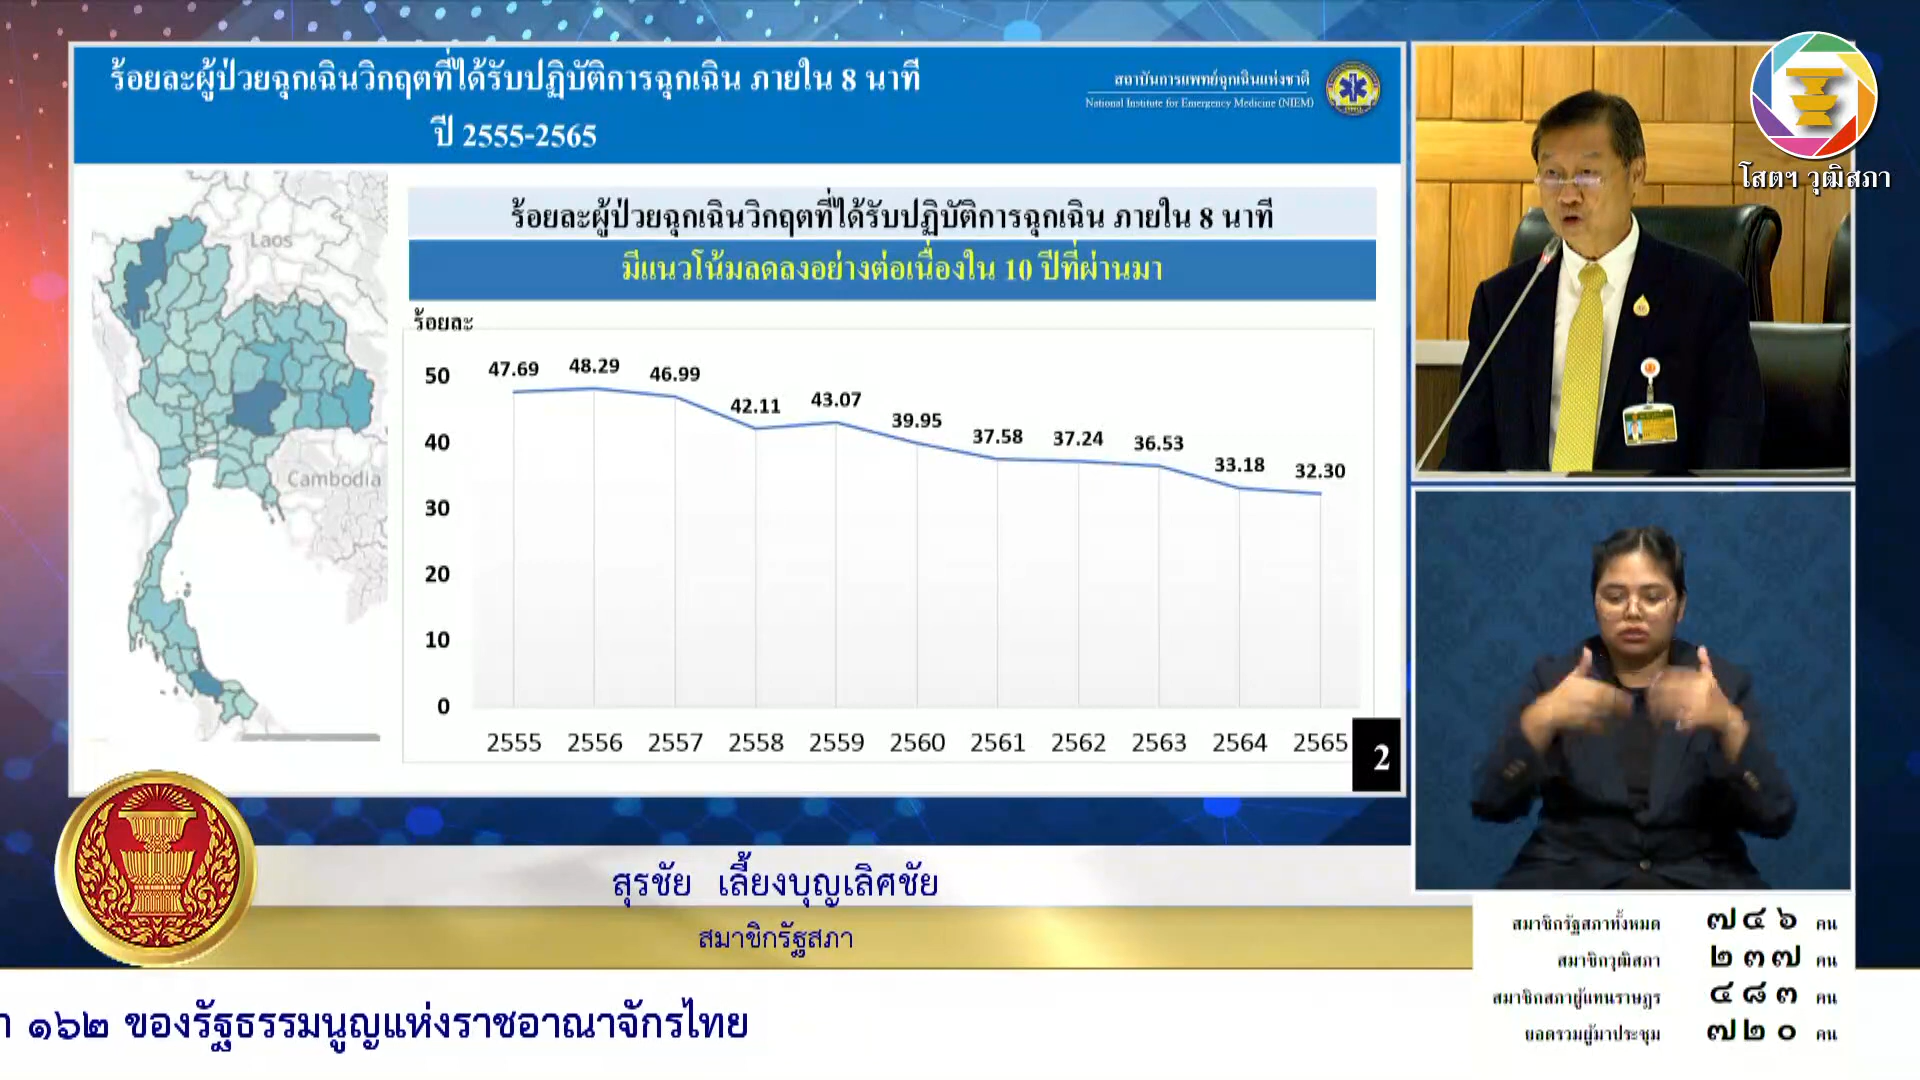 ร้อยละผู้ป่วยฉุกเฉินวิกฤตที่ได้รับปฏิบัติการฉุกเฉิน ภายใน 8 นาที
ปี 2555-2565
สถาบันการแพทย์ฉุกเฉินแห่งชาติ
National Institute for Emergency Medicine (NIEM)
โสตฯ วุฒิสภา
Laos
Cambodia
ร้อยละผู้ป่วยฉุกเฉินวิกฤตที่ได้รับปฏิบัติการฉุกเฉิน ภายใน 8 นาที
มีแนวโน้มลดลงอย่างต่อเนื่องใน 10 ปีที่ผ่านมา
ร้อยละ
50
40
30
20
10
0
47.69 48.29 46.99 42.11 43.07 39.95 37.58 37.24 36.53 33.18 32.30
2555 2556 2557 2558 2559 2560 2561 2562 2563 2564 2565
2
สุรชัย เลี้ยงบุญเลิศชัย
สมาชิกรัฐสภา
สมาชิกรัฐสภาทั้งหมด ๗๔๖ คน
สมาชิกวุฒิสภา ๒๓๗ คน
สมาชิกสภาผู้แทนราษฎร ๔๘๓ คน
ยอดรวมผู้มาประชุม ๗๒๐ คน
๑๖๒ ของรัฐธรรมนูญแห่งราชอาณาจักรไทย